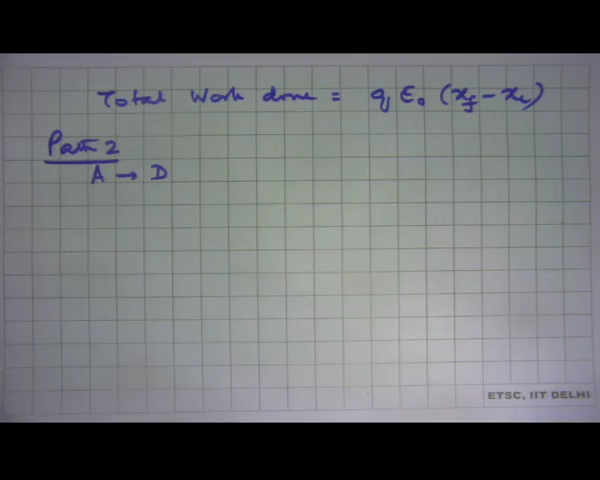 Total Work done = q E₀ (x_f - x_i)
Path 2
A → D
ETSC, IIT DELHI